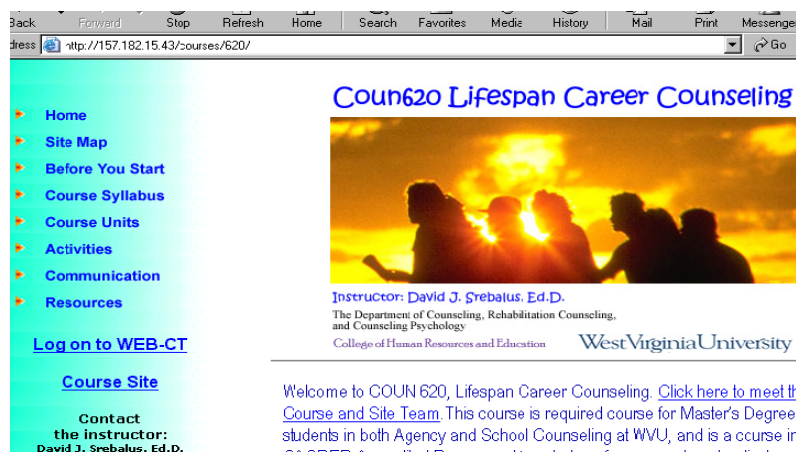 Back Forward Stop Refresh Home Search Favorites Media History Mail Print Messenger
http://157.182.15.43/courses/620/ Go
Coun620 Lifespan Career Counseling
Home
Site Map
Before You Start
Course Syllabus
Course Units
Activities
Communication
Resources
Instructor: David J. Srebalus, Ed.D.
The Department of Counseling, Rehabilitation Counseling,
and Counseling Psychology
College of Human Resources and Education West Virginia University
Log on to WEB-CT
Course Site
Contact
the instructor:
David J. Srebalus, Ed.D.
Welcome to COUN 620, Lifespan Career Counseling. Click here to meet th
Course and Site Team. This course is required course for Master's Degree
students in both Agency and School Counseling at WVU, and is a course in